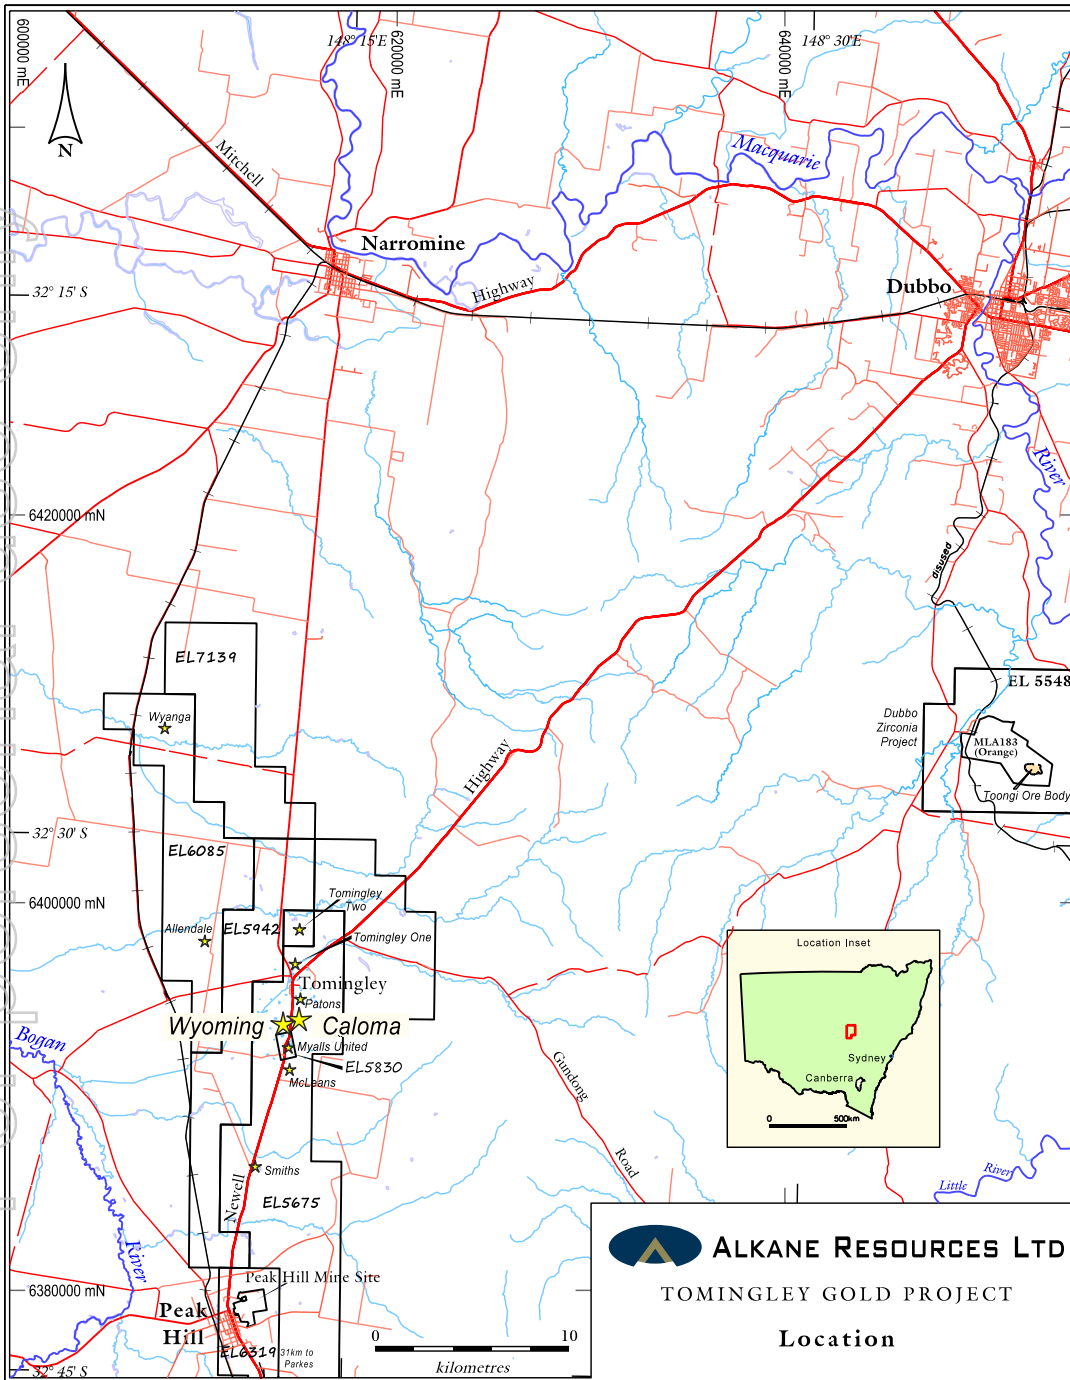 600000 mE
148° 15'E
620000 mE
640000 mE
148° 30'E
N
Mitchell
Macquarie
Narromine
Highway
Dubbo
32° 15' S
River
6420000 mN
disused
EL7139
EL 5548
Wyanga
Dubbo
Zirconia
Project
MLA183
(Orange)
Highway
Toongi Ore Body
32° 30' S
EL6085
Tomingley
Two
6400000 mN
Allendale
EL5942
Tomingley One
Location Inset
Tomingley
Patons
Wyoming
Caloma
Bogan
Myalls United
EL5830
McLeans
Gundong
Sydney
Canberra
0
500km
Road
Smiths
Newell
EL5675
River
Little
River
Peak Hill Mine Site
6380000 mN
Peak
Hill
EL6319
31km to
Parkes
0
10
kilometres
32° 45' S
ALKANE RESOURCES LTD
TOMINGLEY GOLD PROJECT
Location